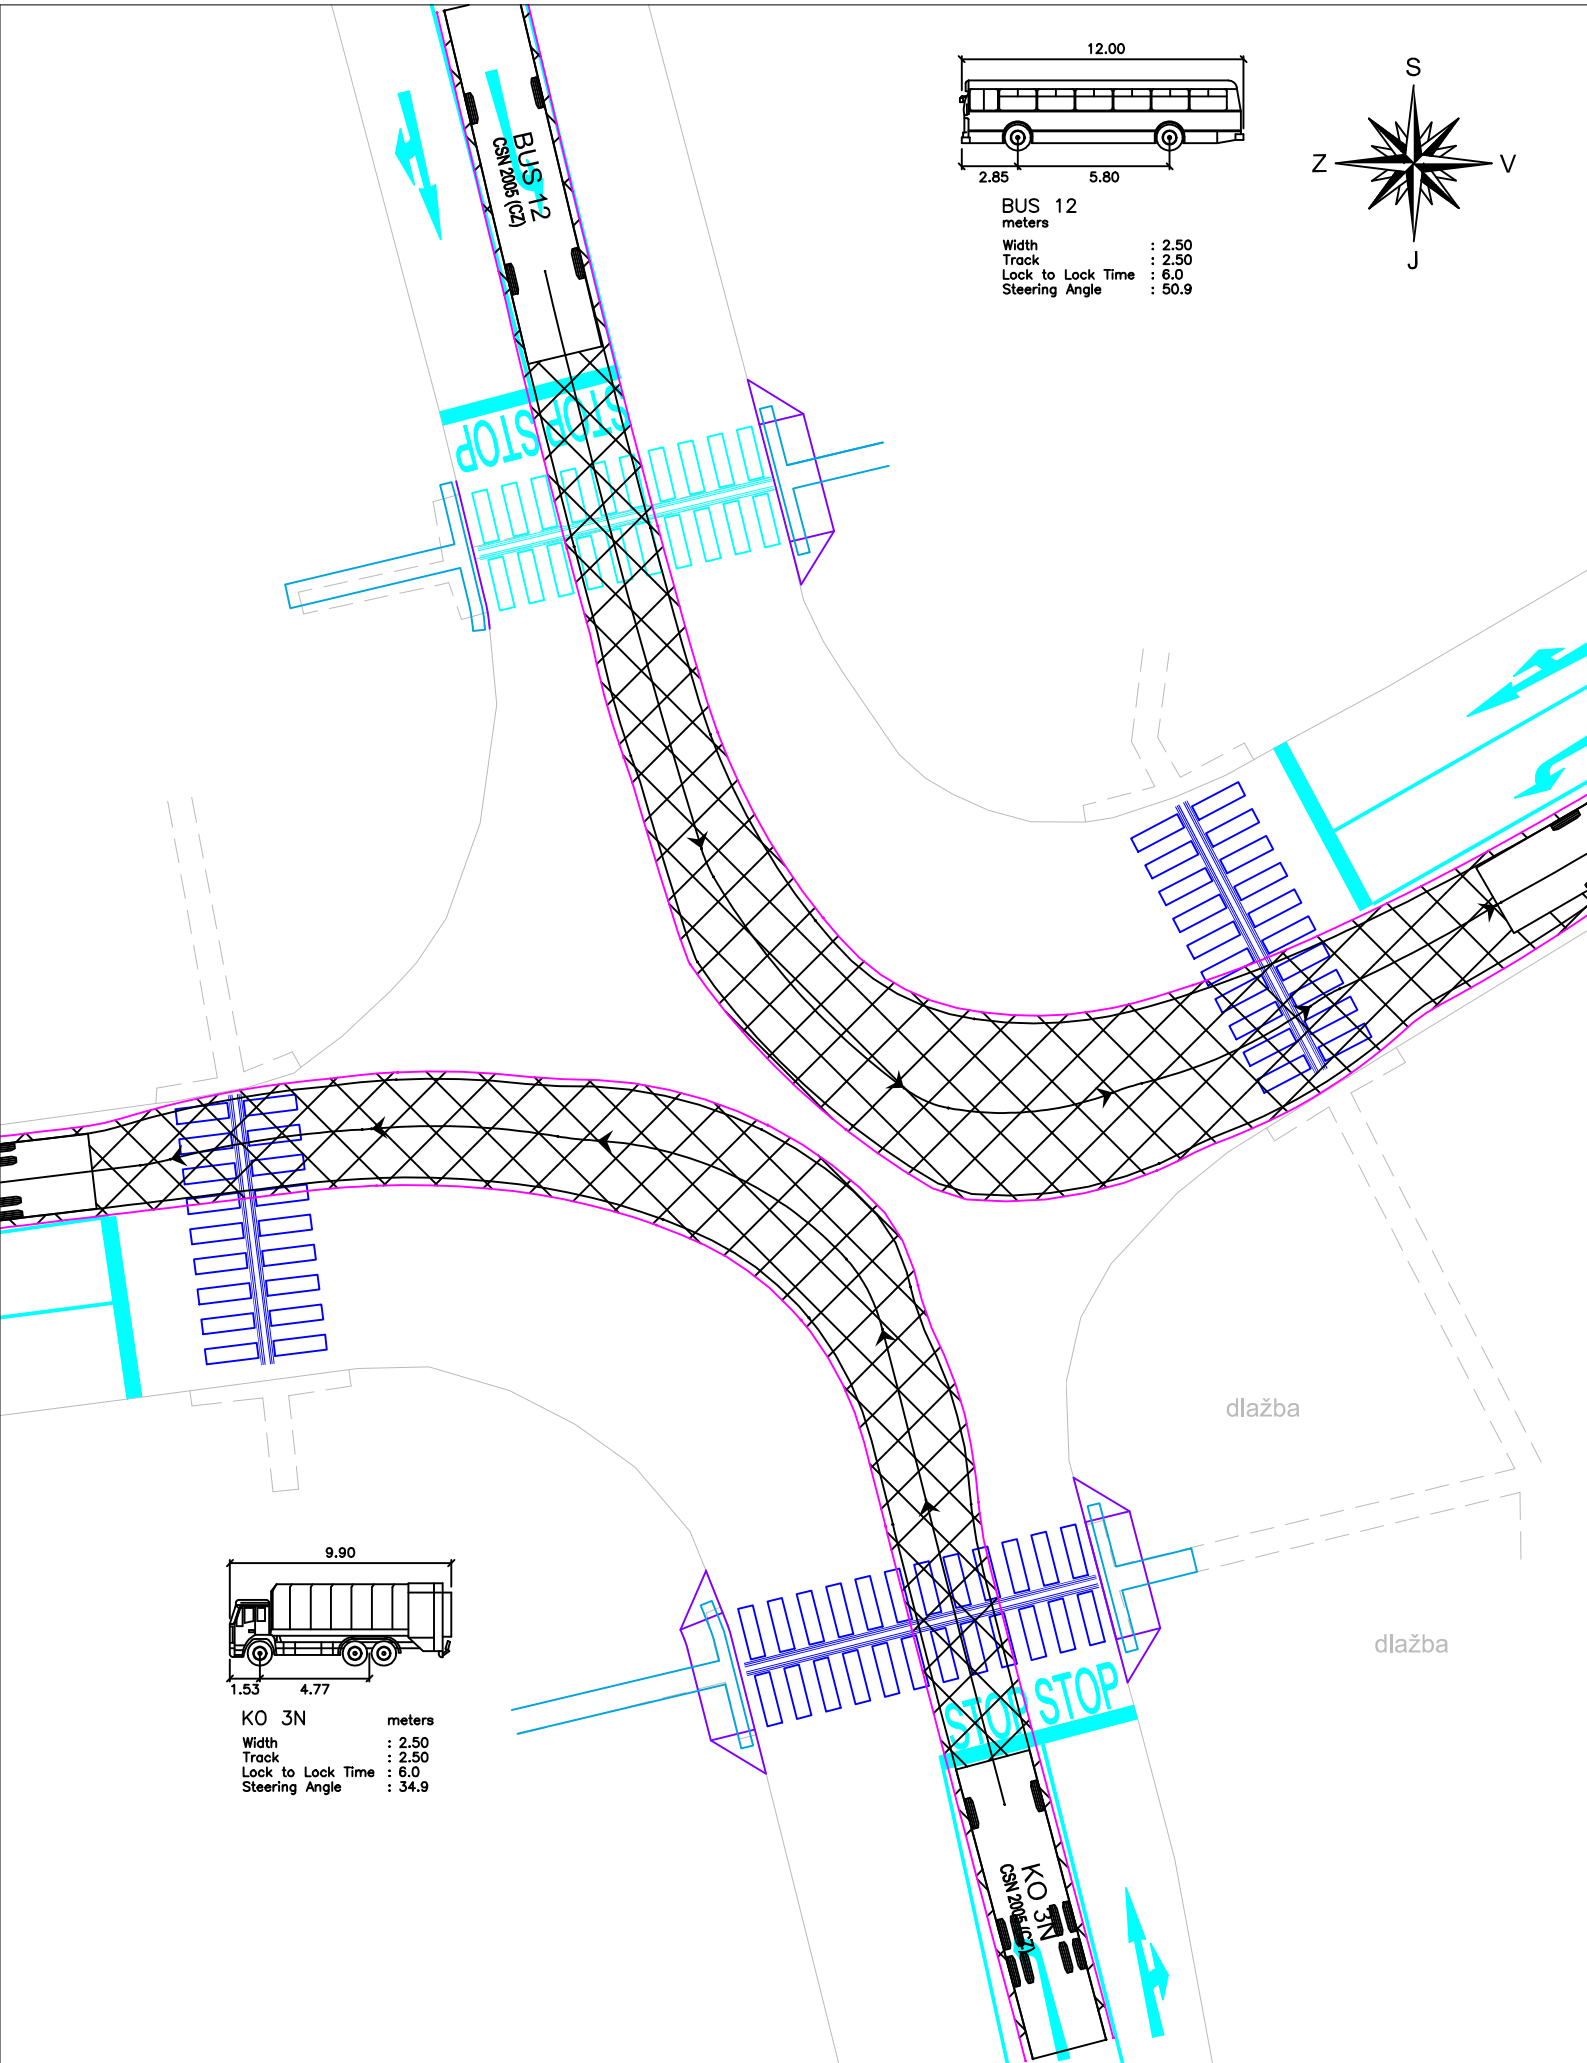 12.00
S
Z
V
J
2.85
5.80
BUS 12
meters
Width : 2.50
Track : 2.50
Lock to Lock Time : 6.0
Steering Angle : 50.9
BUS 12
CSN 2005 (CZ)
STOP
STOP
dlažba
dlažba
9.90
1.53
4.77
KO 3N
meters
Width : 2.50
Track : 2.50
Lock to Lock Time : 6.0
Steering Angle : 34.9
STOP
STOP
KO 3N
CSN 2005 (CZ)